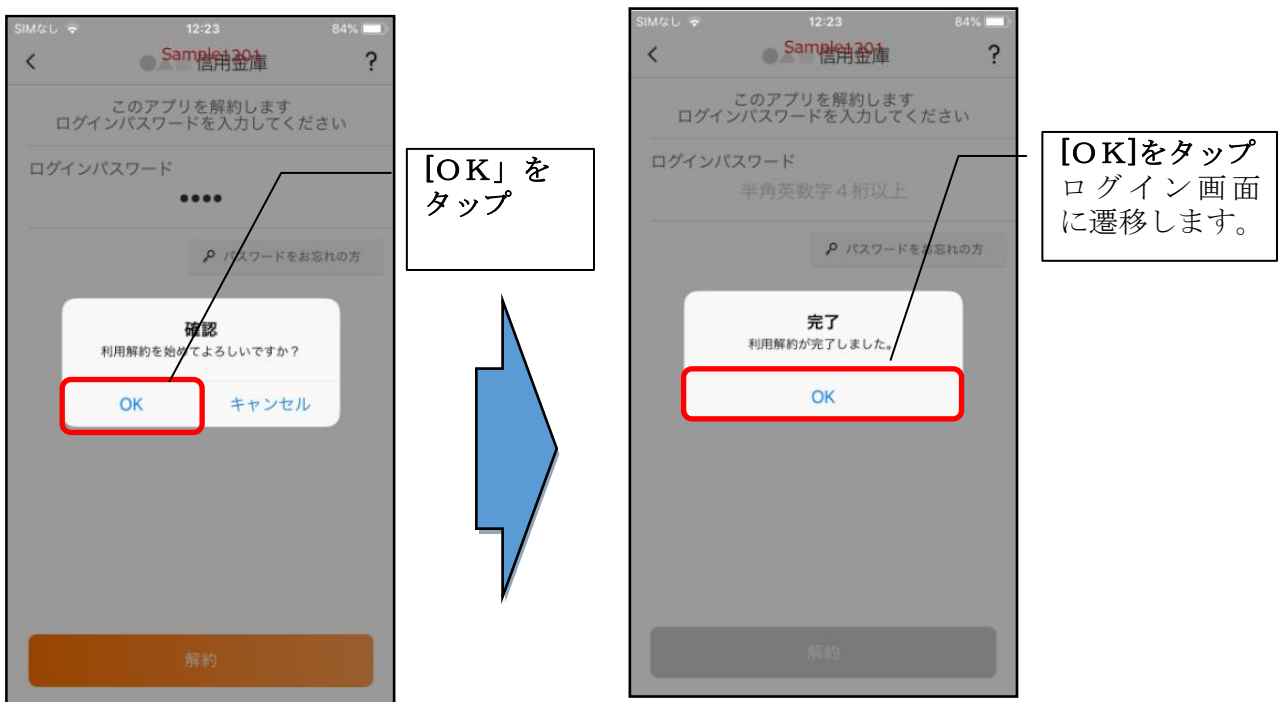 SIMなし 12:23 84%
< Sample1201 信用金庫 ?
このアプリを解約します
ログインパスワードを入力してください
ログインパスワード
••••
パスワードをお忘れの方
確認
利用解約を始めてよろしいですか？
OK キャンセル
解約
[ＯＫ」を
タップ
SIMなし 12:23 84%
< Sample1201 信用金庫 ?
このアプリを解約します
ログインパスワードを入力してください
ログインパスワード
半角英数字４桁以上
パスワードをお忘れの方
完了
利用解約が完了しました。
OK
解約
[ＯＫ]をタップ
ログイン画面
に遷移します。